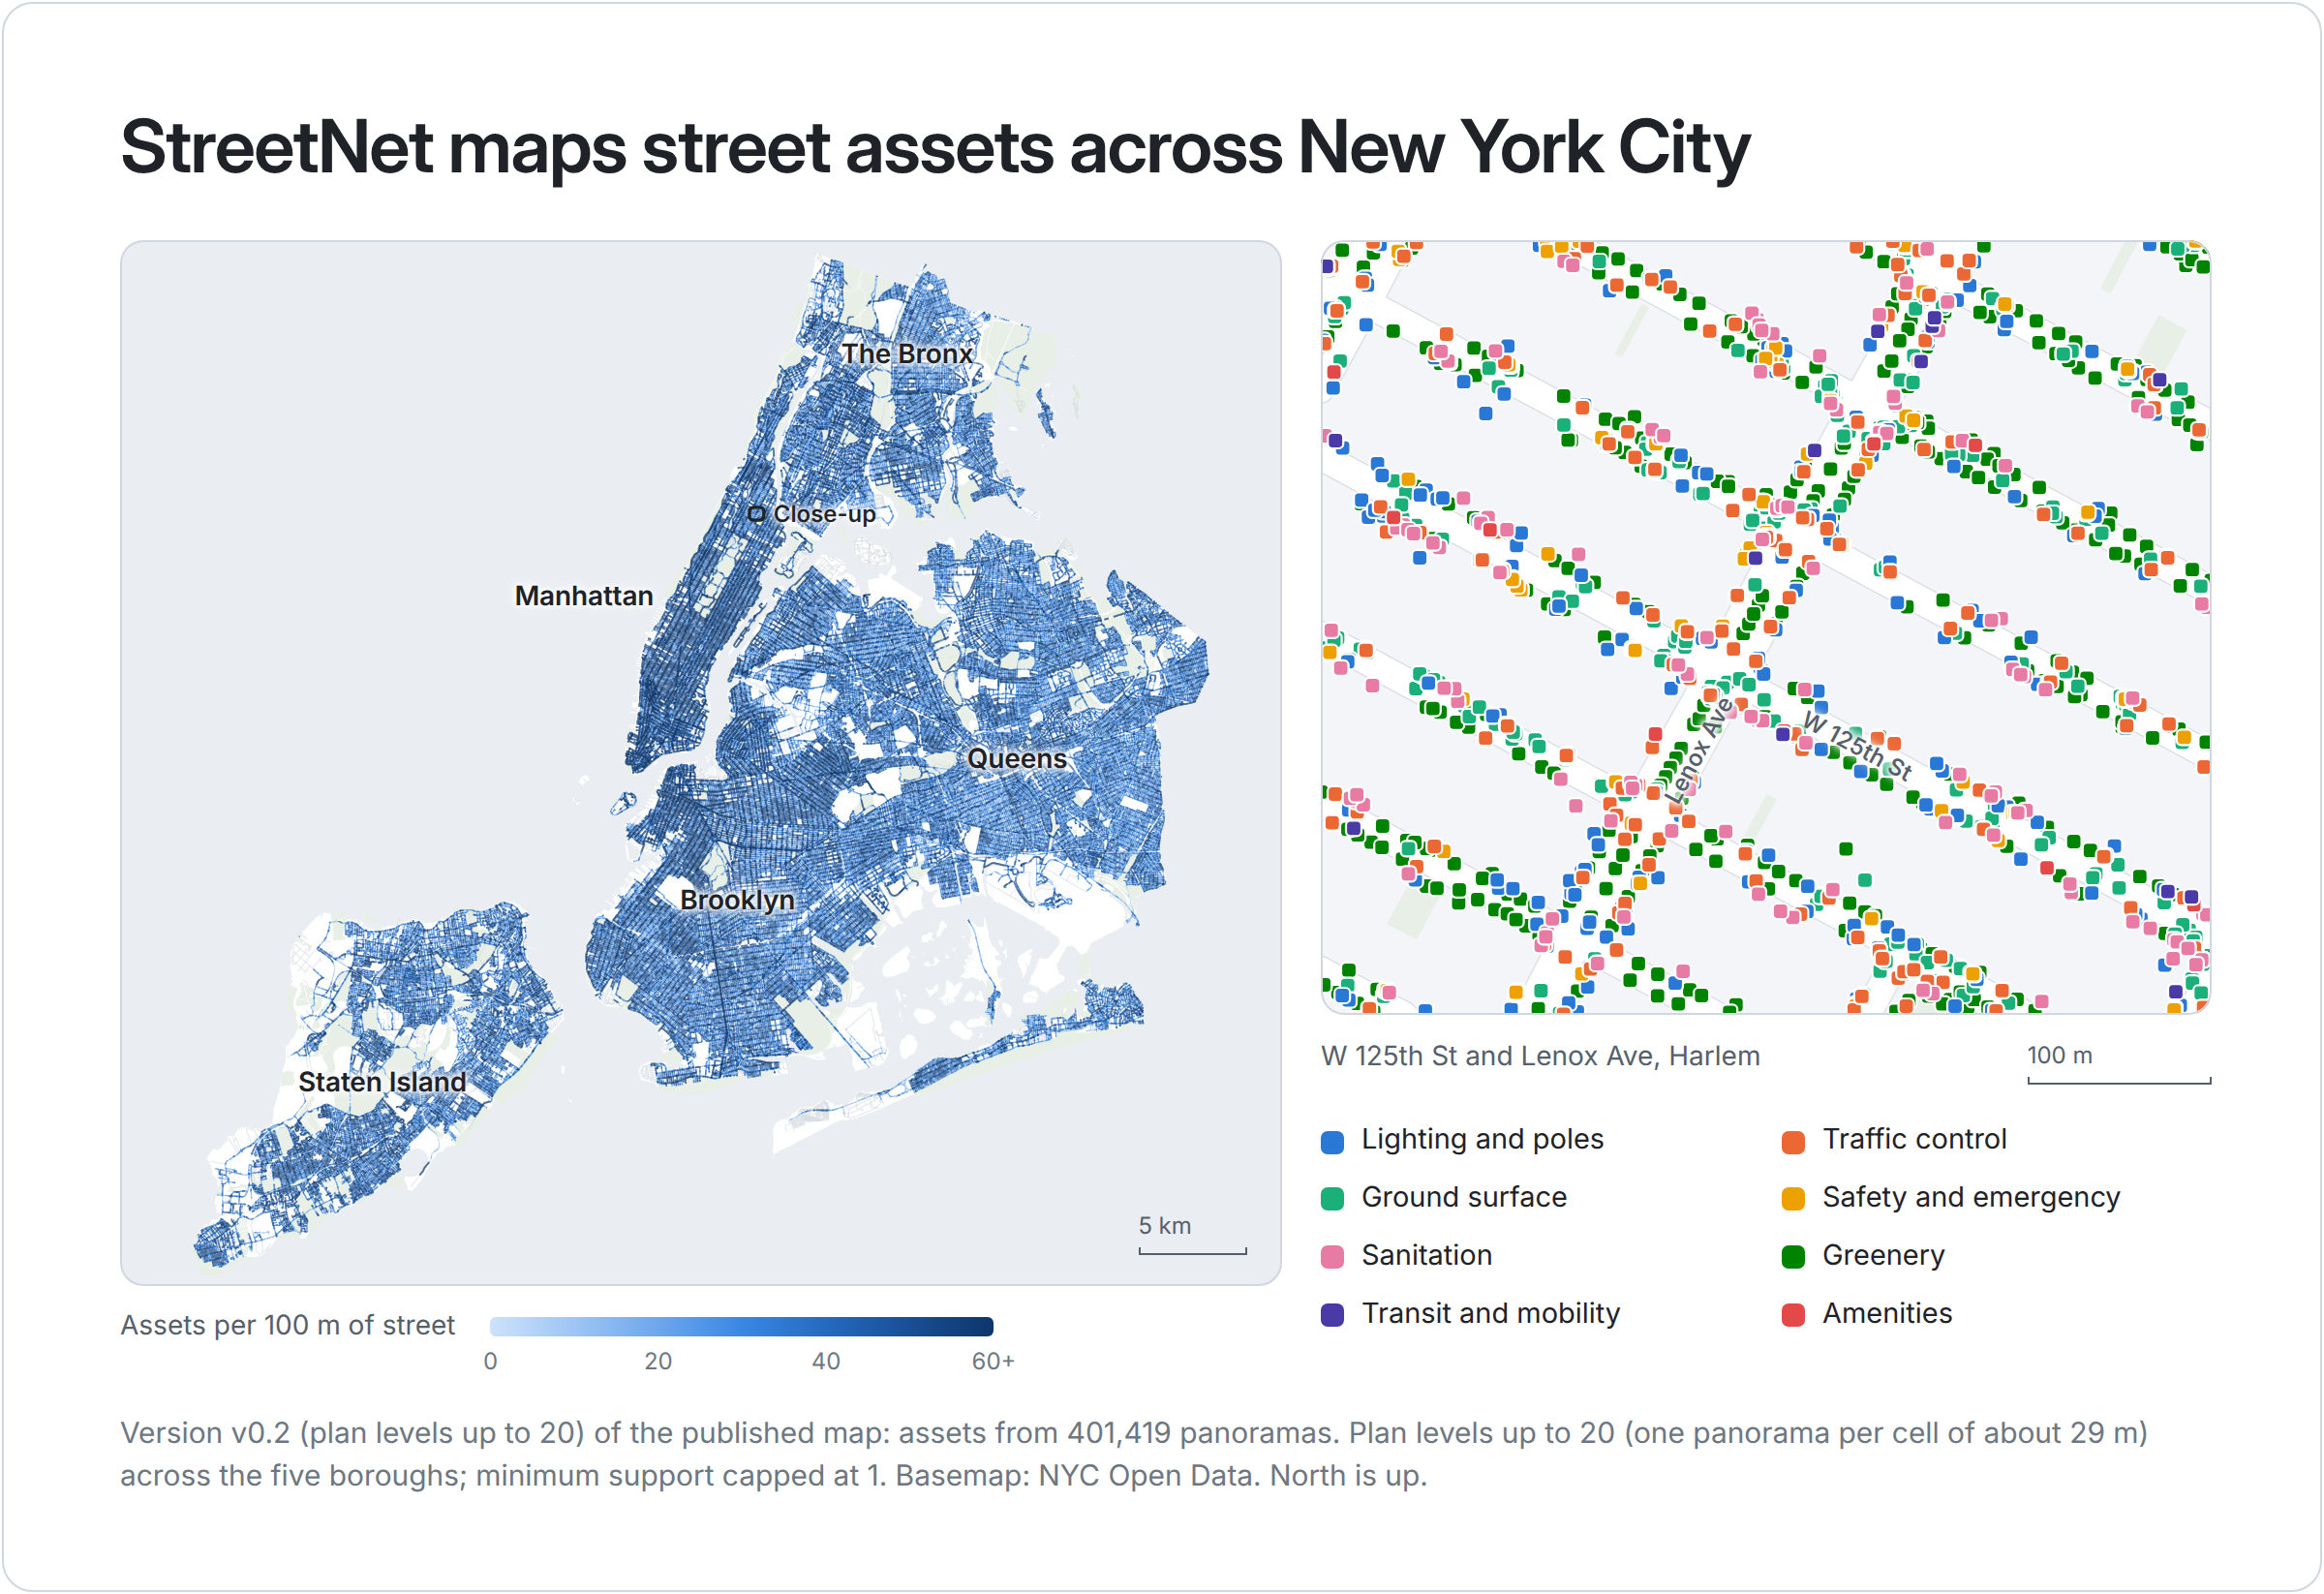 StreetNet maps street assets across New York City
The Bronx
Close-up
Manhattan
Queens
Brooklyn
Staten Island
5 km
Assets per 100 m of street
0 20 40 60+
Lenox Ave
W 125th St
W 125th St and Lenox Ave, Harlem
100 m
Lighting and poles
Traffic control
Ground surface
Safety and emergency
Sanitation
Greenery
Transit and mobility
Amenities
Version v0.2 (plan levels up to 20) of the published map: assets from 401,419 panoramas. Plan levels up to 20 (one panorama per cell of about 29 m)
across the five boroughs; minimum support capped at 1. Basemap: NYC Open Data. North is up.